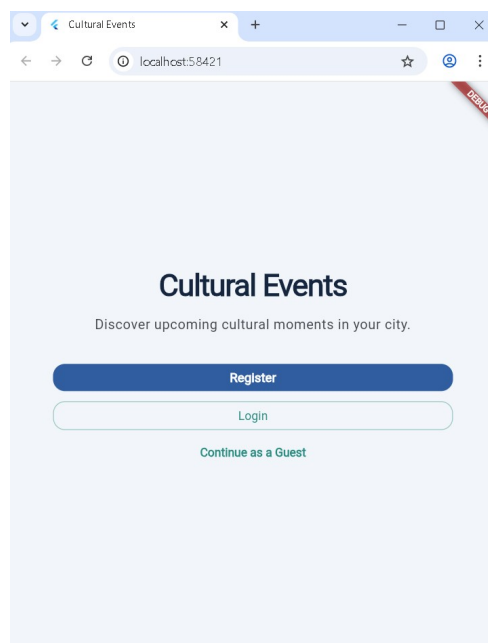 Cultural Events
localhost:58421
DEBUG
Cultural Events
Discover upcoming cultural moments in your city.
Register
Login
Continue as a Guest